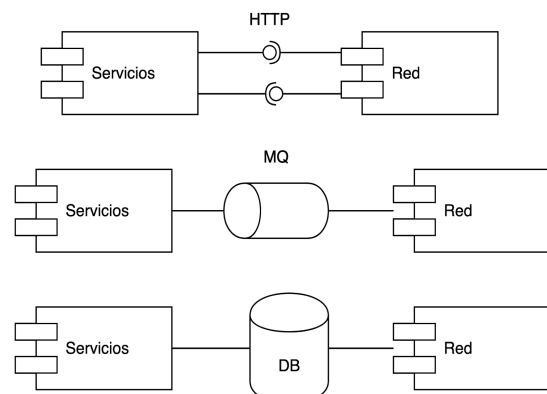 HTTP
Servicios
Red
MQ
Servicios
Red
Servicios
DB
Red